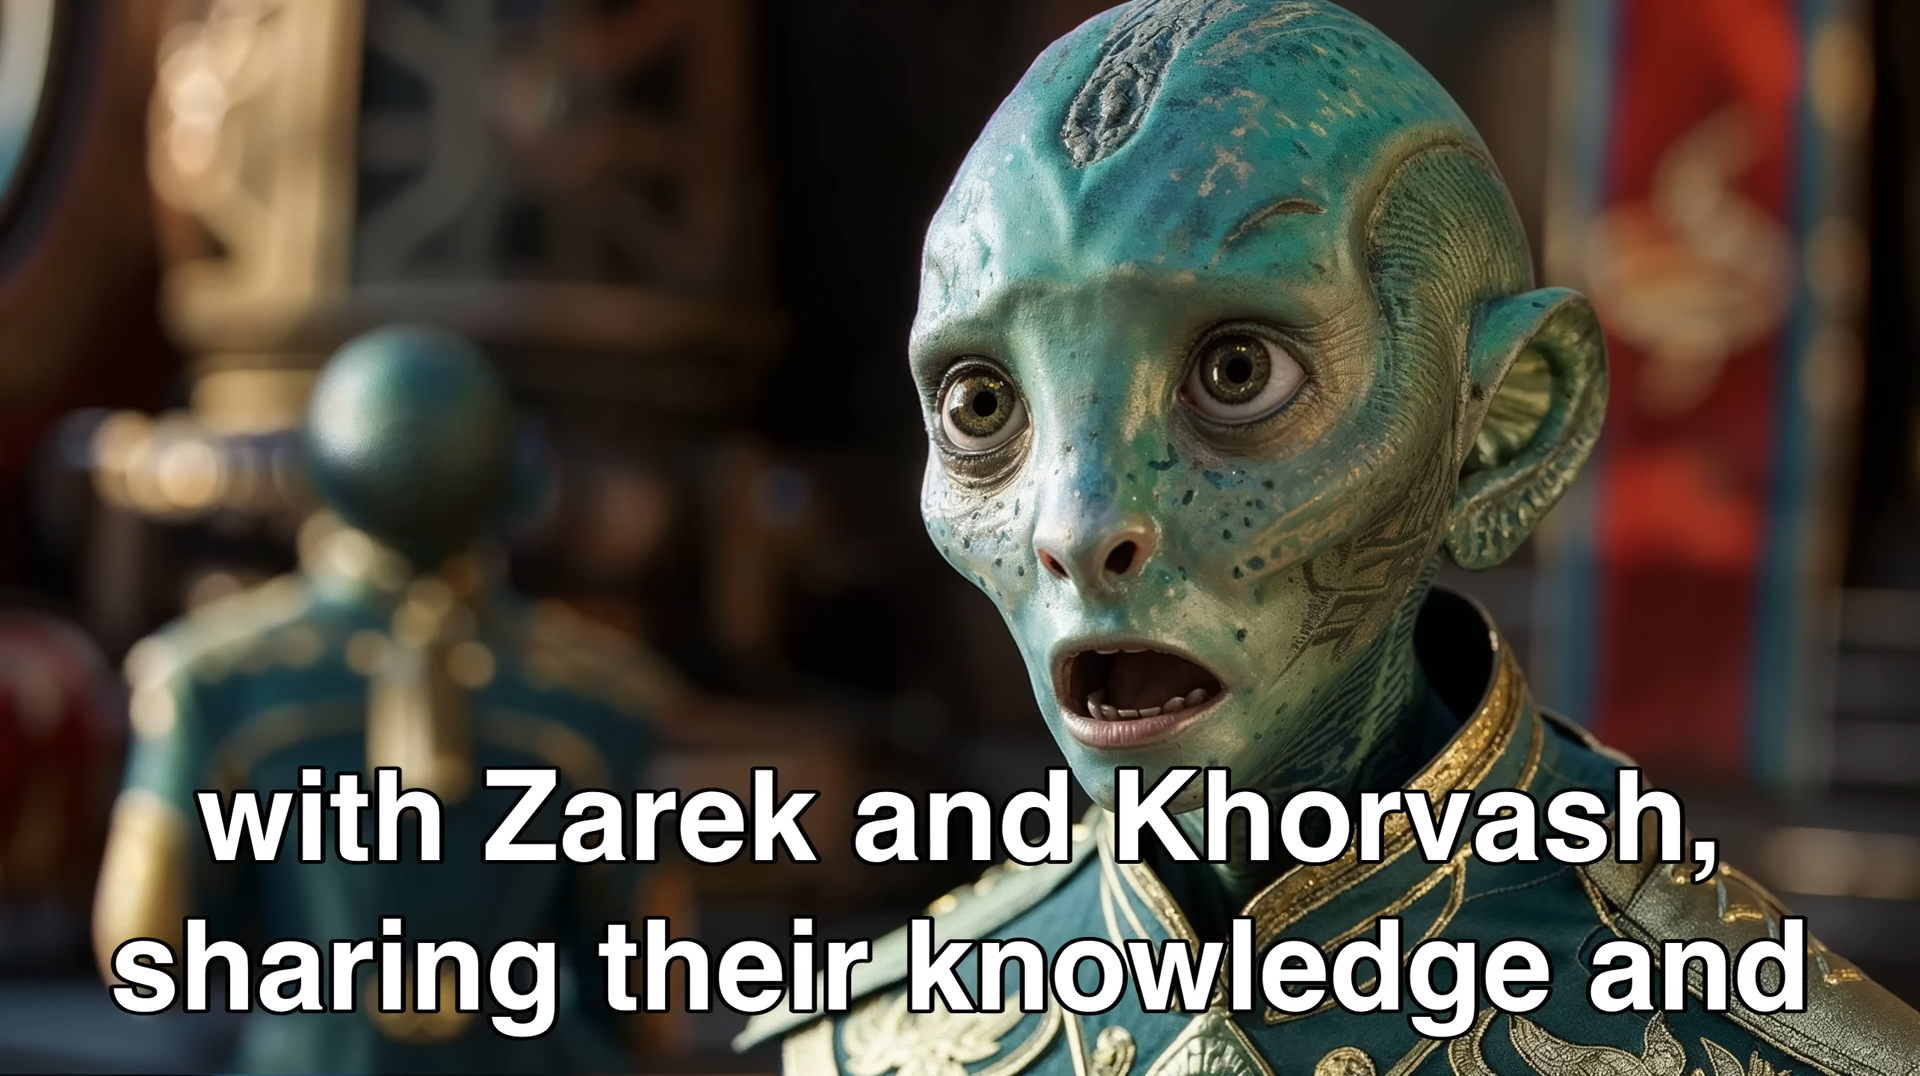 with Zarek and Khorvash,
sharing their knowledge and